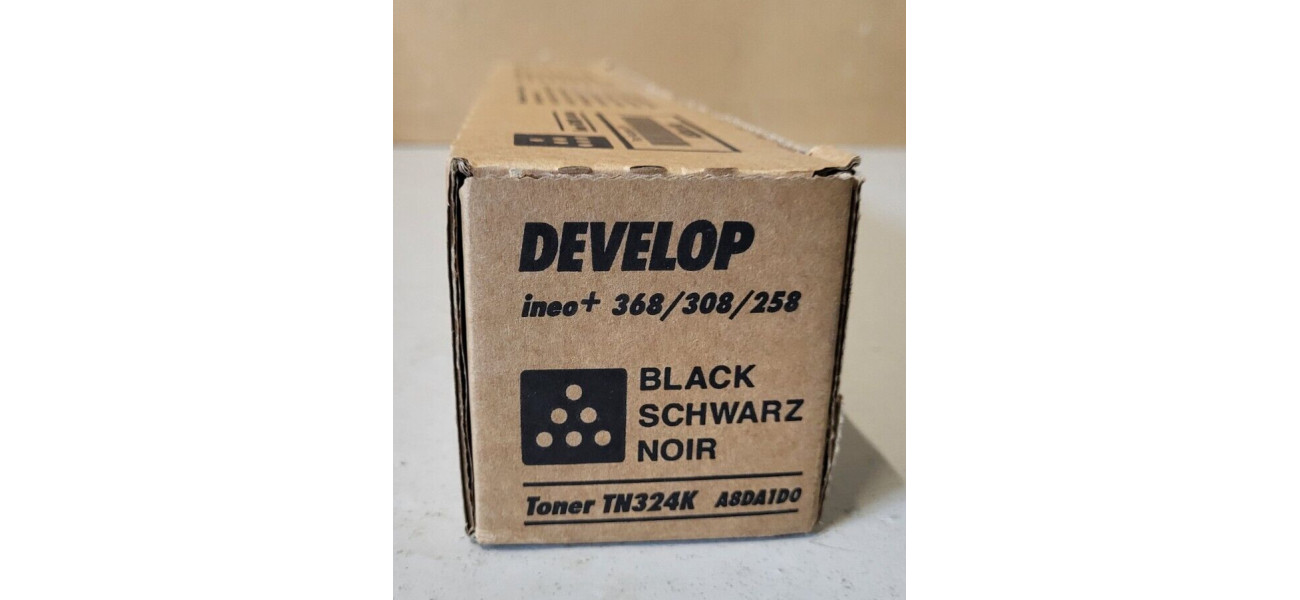 DEVELOP
ineo+ 368/308/258
BLACK
SCHWARZ
NOIR
Toner TN324K A8DA1D0